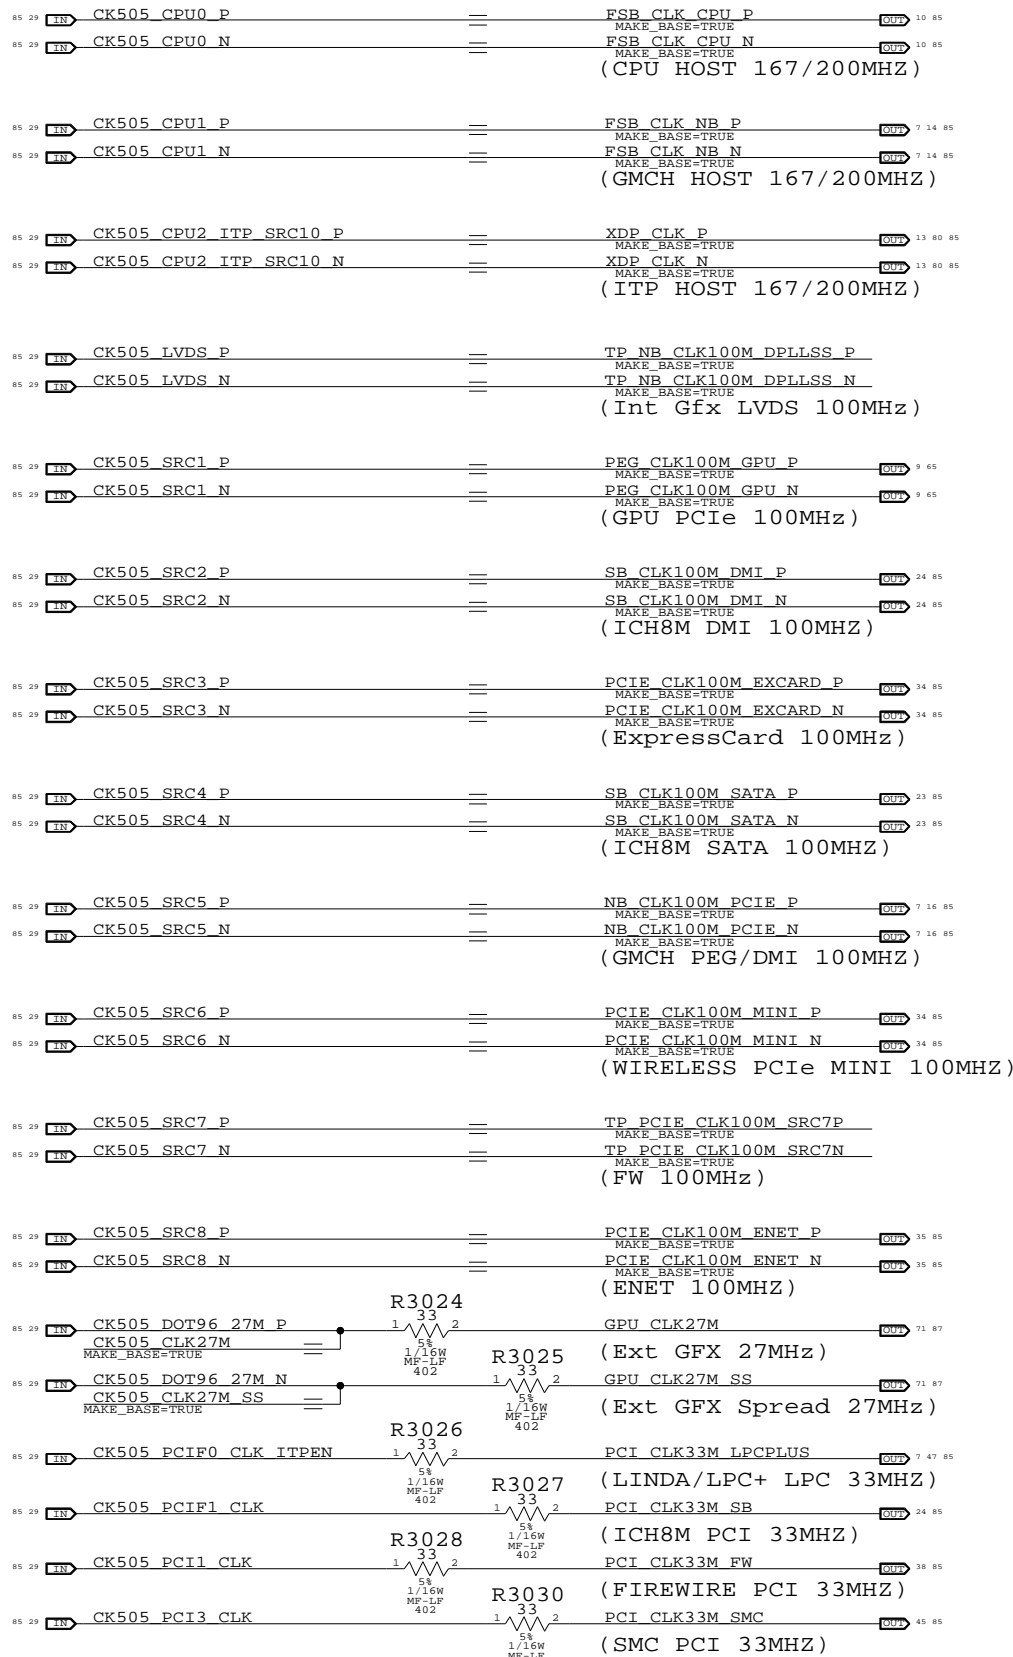 85 29 IN CK505_CPU0_P FSB_CLK_CPU_P OUT 10 85
MAKE_BASE=TRUE
85 29 IN CK505_CPU0_N FSB_CLK_CPU_N OUT 10 85
MAKE_BASE=TRUE
(CPU HOST 167/200MHZ)
85 29 IN CK505_CPU1_P FSB_CLK_NB_P OUT 7 14 85
MAKE_BASE=TRUE
85 29 IN CK505_CPU1_N FSB_CLK_NB_N OUT 7 14 85
MAKE_BASE=TRUE
(GMCH HOST 167/200MHZ)
85 29 IN CK505_CPU2_ITP_SRC10_P XDP_CLK_P OUT 13 80 85
MAKE_BASE=TRUE
85 29 IN CK505_CPU2_ITP_SRC10_N XDP_CLK_N OUT 13 80 85
MAKE_BASE=TRUE
(ITP HOST 167/200MHZ)
85 29 IN CK505_LVDS_P TP_NB_CLK100M_DPLLSS_P
MAKE_BASE=TRUE
85 29 IN CK505_LVDS_N TP_NB_CLK100M_DPLLSS_N
MAKE_BASE=TRUE
(Int Gfx LVDS 100MHz)
85 29 IN CK505_SRC1_P PEG_CLK100M_GPU_P OUT 9 65
MAKE_BASE=TRUE
85 29 IN CK505_SRC1_N PEG_CLK100M_GPU_N OUT 9 65
MAKE_BASE=TRUE
(GPU PCIe 100MHz)
85 29 IN CK505_SRC2_P SB_CLK100M_DMI_P OUT 24 85
MAKE_BASE=TRUE
85 29 IN CK505_SRC2_N SB_CLK100M_DMI_N OUT 24 85
MAKE_BASE=TRUE
(ICH8M DMI 100MHZ)
85 29 IN CK505_SRC3_P PCIE_CLK100M_EXCARD_P OUT 34 85
MAKE_BASE=TRUE
85 29 IN CK505_SRC3_N PCIE_CLK100M_EXCARD_N OUT 34 85
MAKE_BASE=TRUE
(ExpressCard 100MHz)
85 29 IN CK505_SRC4_P SB_CLK100M_SATA_P OUT 23 85
MAKE_BASE=TRUE
85 29 IN CK505_SRC4_N SB_CLK100M_SATA_N OUT 23 85
MAKE_BASE=TRUE
(ICH8M SATA 100MHZ)
85 29 IN CK505_SRC5_P NB_CLK100M_PCIE_P OUT 7 16 85
MAKE_BASE=TRUE
85 29 IN CK505_SRC5_N NB_CLK100M_PCIE_N OUT 7 16 85
MAKE_BASE=TRUE
(GMCH PEG/DMI 100MHZ)
85 29 IN CK505_SRC6_P PCIE_CLK100M_MINI_P OUT 34 85
MAKE_BASE=TRUE
85 29 IN CK505_SRC6_N PCIE_CLK100M_MINI_N OUT 34 85
MAKE_BASE=TRUE
(WIRELESS PCIe MINI 100MHZ)
85 29 IN CK505_SRC7_P TP_PCIE_CLK100M_SRC7P
MAKE_BASE=TRUE
85 29 IN CK505_SRC7_N TP_PCIE_CLK100M_SRC7N
MAKE_BASE=TRUE
(FW 100MHz)
85 29 IN CK505_SRC8_P PCIE_CLK100M_ENET_P OUT 35 85
MAKE_BASE=TRUE
85 29 IN CK505_SRC8_N PCIE_CLK100M_ENET_N OUT 35 85
MAKE_BASE=TRUE
(ENET 100MHZ)
R3024
33
85 29 IN CK505_DOT96_27M_P 1 2 GPU_CLK27M OUT 71 87
CK505_CLK27M
MAKE_BASE=TRUE
5%
1/16W
MF-LF
402
(Ext GFX 27MHz)
R3025
33
85 29 IN CK505_DOT96_27M_N 1 2 GPU_CLK27M_SS OUT 71 87
CK505_CLK27M_SS
MAKE_BASE=TRUE
5%
1/16W
MF-LF
402
(Ext GFX Spread 27MHz)
R3026
33
85 29 IN CK505_PCIF0_CLK_ITPEN 1 2 PCI_CLK33M_LPCPLUS OUT 7 47 85
5%
1/16W
MF-LF
402
(LINDA/LPC+ LPC 33MHZ)
R3027
33
85 29 IN CK505_PCIF1_CLK 1 2 PCI_CLK33M_SB OUT 24 85
5%
1/16W
MF-LF
402
(ICH8M PCI 33MHZ)
R3028
33
85 29 IN CK505_PCI1_CLK 1 2 PCI_CLK33M_FW OUT 38 85
5%
1/16W
MF-LF
402
(FIREWIRE PCI 33MHZ)
R3030
33
85 29 IN CK505_PCI3_CLK 1 2 PCI_CLK33M_SMC OUT 45 85
5%
1/16W
MF-LF
(SMC PCI 33MHZ)